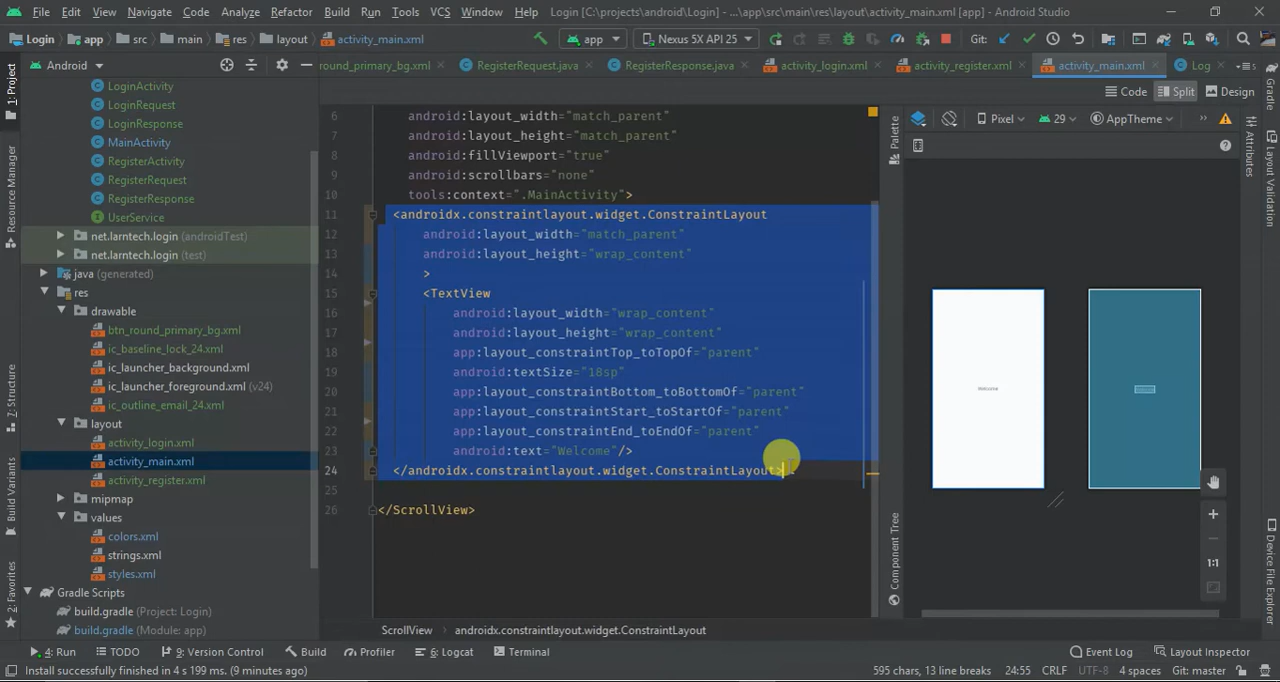 File Edit View Navigate Code Analyze Refactor Build Run Tools VCS Window Help Login [C:\projects\android\Login] - ...\app\src\main\res\layout\activity_main.xml [app] - Android Studio
Login app src main res layout activity_main.xml app Nexus 5X API 25 Git:
Android round_primary_bg.xml RegisterRequest.java RegisterResponse.java activity_login.xml activity_register.xml activity_main.xml Log
Code Split Design
1: Project
Resource Manager
Z: Structure
Build Variants
2: Favorites
LoginActivity
LoginRequest
LoginResponse
MainActivity
RegisterActivity
RegisterRequest
RegisterResponse
UserService
net.larntech.login (androidTest)
net.larntech.login (test)
java (generated)
res
drawable
btn_round_primary_bg.xml
ic_baseline_lock_24.xml
ic_launcher_background.xml
ic_launcher_foreground.xml (v24)
ic_outline_email_24.xml
layout
activity_login.xml
activity_main.xml
activity_register.xml
mipmap
values
colors.xml
strings.xml
styles.xml
Gradle Scripts
build.gradle (Project: Login)
build.gradle (Module: app)
6 android:layout_width="match_parent"
7 android:layout_height="match_parent"
8 android:fillViewport="true"
9 android:scrollbars="none"
10 tools:context=".MainActivity">
11 <androidx.constraintlayout.widget.ConstraintLayout
12 android:layout_width="match_parent"
13 android:layout_height="wrap_content"
14 >
15 <TextView
16 android:layout_width="wrap_content"
17 android:layout_height="wrap_content"
18 app:layout_constraintTop_toTopOf="parent"
19 android:textSize="18sp"
20 app:layout_constraintBottom_toBottomOf="parent"
21 app:layout_constraintStart_toStartOf="parent"
22 app:layout_constraintEnd_toEndOf="parent"
23 android:text="Welcome"/>
24 </androidx.constraintlayout.widget.ConstraintLayout>
25
26 </ScrollView>
ScrollView androidx.constraintlayout.widget.ConstraintLayout
Palette
Component Tree
Pixel 29 AppTheme
Welcome
1:1
Attributes
Gradle
Layout Validation
Device File Explorer
4: Run TODO 9: Version Control Build Profiler 6: Logcat Terminal Event Log Layout Inspector
Install successfully finished in 4 s 199 ms. (9 minutes ago) 595 chars, 13 line breaks 24:55 CRLF UTF-8 4 spaces Git: master